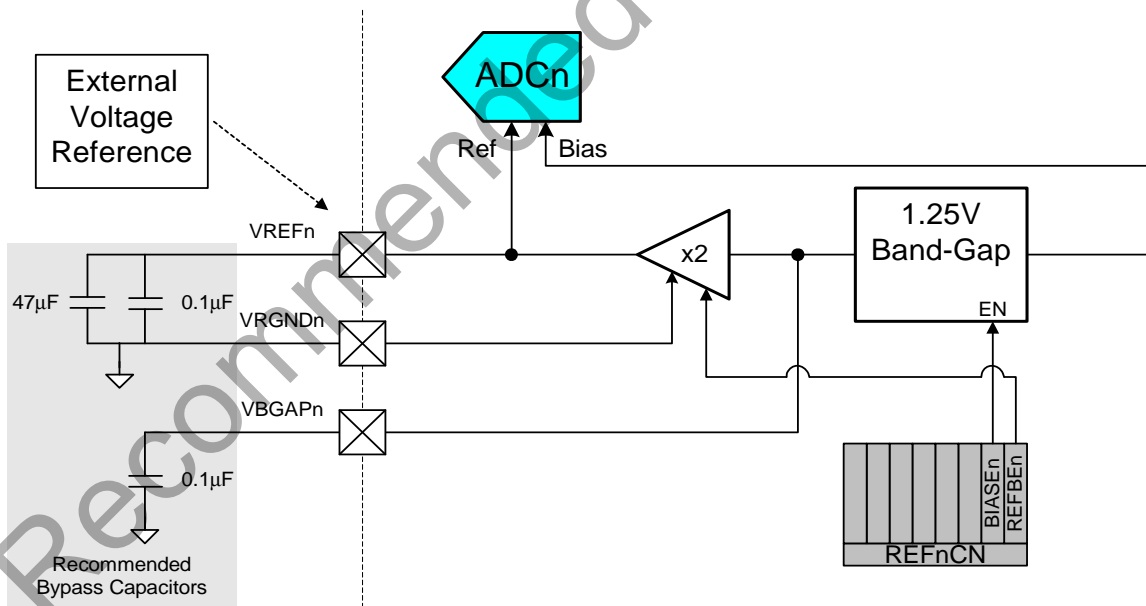 External
Voltage
Reference
ADCn
Ref
Bias
VREFn
x2
1.25V
Band-Gap
EN
47μF
0.1μF
VRGNDn
VBGAPn
0.1μF
BIASEn
REFBEn
REFnCN
Recommended
Bypass Capacitors
Recommended